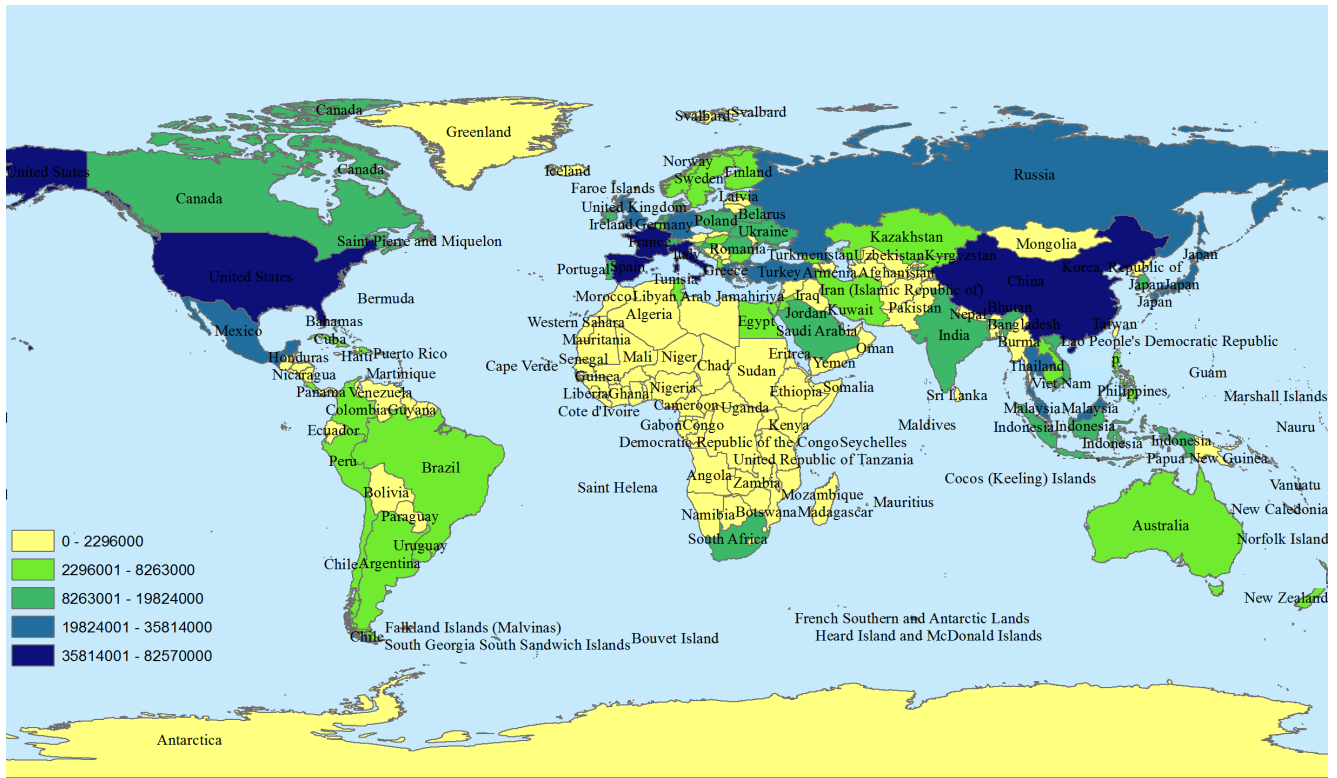 Canada
Svalbard
Svalbard
Greenland
Norway
Finland
Iceland
Canada
Sweden
United States
Russia
Faroe Islands
Latvia
Canada
United Kingdom
Belarus
Ireland
Germany
Poland
Ukraine
Saint Pierre and Miquelon
France
Kazakhstan
Mongolia
Romania
Italy
Turkmenistan
Uzbekistan
Kyrgyzstan
Japan
United States
Portugal
Spain
Greece
Turkey
Armenia
Afghanistan
China
Korea, Republic of
Tunisia
Japan
Japan
Bermuda
Morocco
Libyan Arab Jamahiriya
Iraq
Iran (Islamic Republic of)
Japan
Algeria
Jordan
Kuwait
Pakistan
Nepal
Bhutan
Bahamas
Western Sahara
Egypt
Mexico
Saudi Arabia
India
Bangladesh
Taiwan
Cuba
Mauritania
Burma
Lao People's Democratic Republic
Honduras
Haiti
Puerto Rico
Senegal
Mali
Niger
Eritrea
Oman
Cape Verde
Chad
Yemen
Thailand
Guam
Nicaragua
Martinique
Guinea
Sudan
Viet Nam
Panama
Venezuela
Liberia
Ghana
Nigeria
Ethiopia
Somalia
Sri Lanka
Philippines
Marshall Islands
Colombia
Guyana
Cote d'Ivoire
Cameroon
Uganda
Malaysia
Malaysia
Ecuador
Gabon
Congo
Kenya
Maldives
Indonesia
Indonesia
Nauru
Democratic Republic of the Congo
Seychelles
Indonesia
Indonesia
Peru
Brazil
United Republic of Tanzania
Papua New Guinea
Angola
Zambia
Cocos (Keeling) Islands
Vanuatu
Bolivia
Saint Helena
Mozambique
Mauritius
Paraguay
Namibia
Botswana
Madagascar
New Caledonia
Australia
0 - 2296000
South Africa
Norfolk Island
Uruguay
Chile
Argentina
2296001 - 8263000
New Zealand
8263001 - 19824000
French Southern and Antarctic Lands
Falkland Islands (Malvinas)
19824001 - 35814000
Chile
Bouvet Island
Heard Island and McDonald Islands
South Georgia South Sandwich Islands
35814001 - 82570000
Antarctica